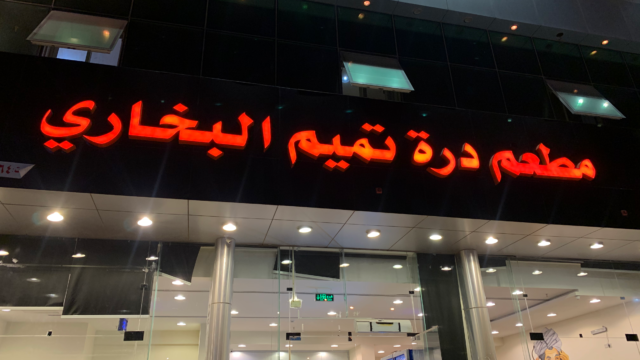 مطعم درة تميم البخاري